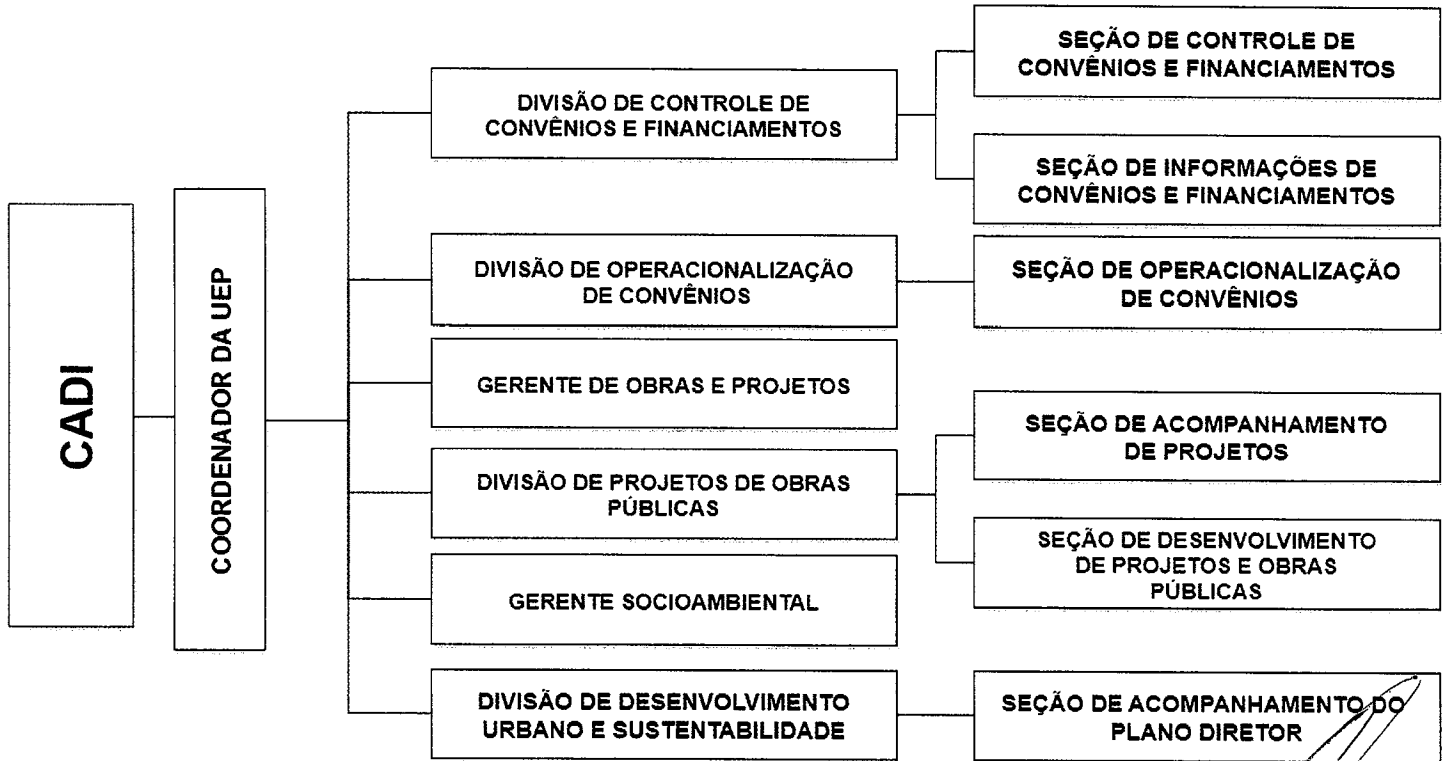 CADI
COORDENADOR DA UEP
DIVISÃO DE CONTROLE DE
CONVÊNIOS E FINANCIAMENTOS
SEÇÃO DE CONTROLE DE
CONVÊNIOS E FINANCIAMENTOS
SEÇÃO DE INFORMAÇÕES DE
CONVÊNIOS E FINANCIAMENTOS
DIVISÃO DE OPERACIONALIZAÇÃO
DE CONVÊNIOS
SEÇÃO DE OPERACIONALIZAÇÃO
DE CONVÊNIOS
GERENTE DE OBRAS E PROJETOS
DIVISÃO DE PROJETOS DE OBRAS
PÚBLICAS
SEÇÃO DE ACOMPANHAMENTO
DE PROJETOS
SEÇÃO DE DESENVOLVIMENTO
DE PROJETOS E OBRAS
PÚBLICAS
GERENTE SOCIOAMBIENTAL
DIVISÃO DE DESENVOLVIMENTO
URBANO E SUSTENTABILIDADE
SEÇÃO DE ACOMPANHAMENTO DO
PLANO DIRETOR